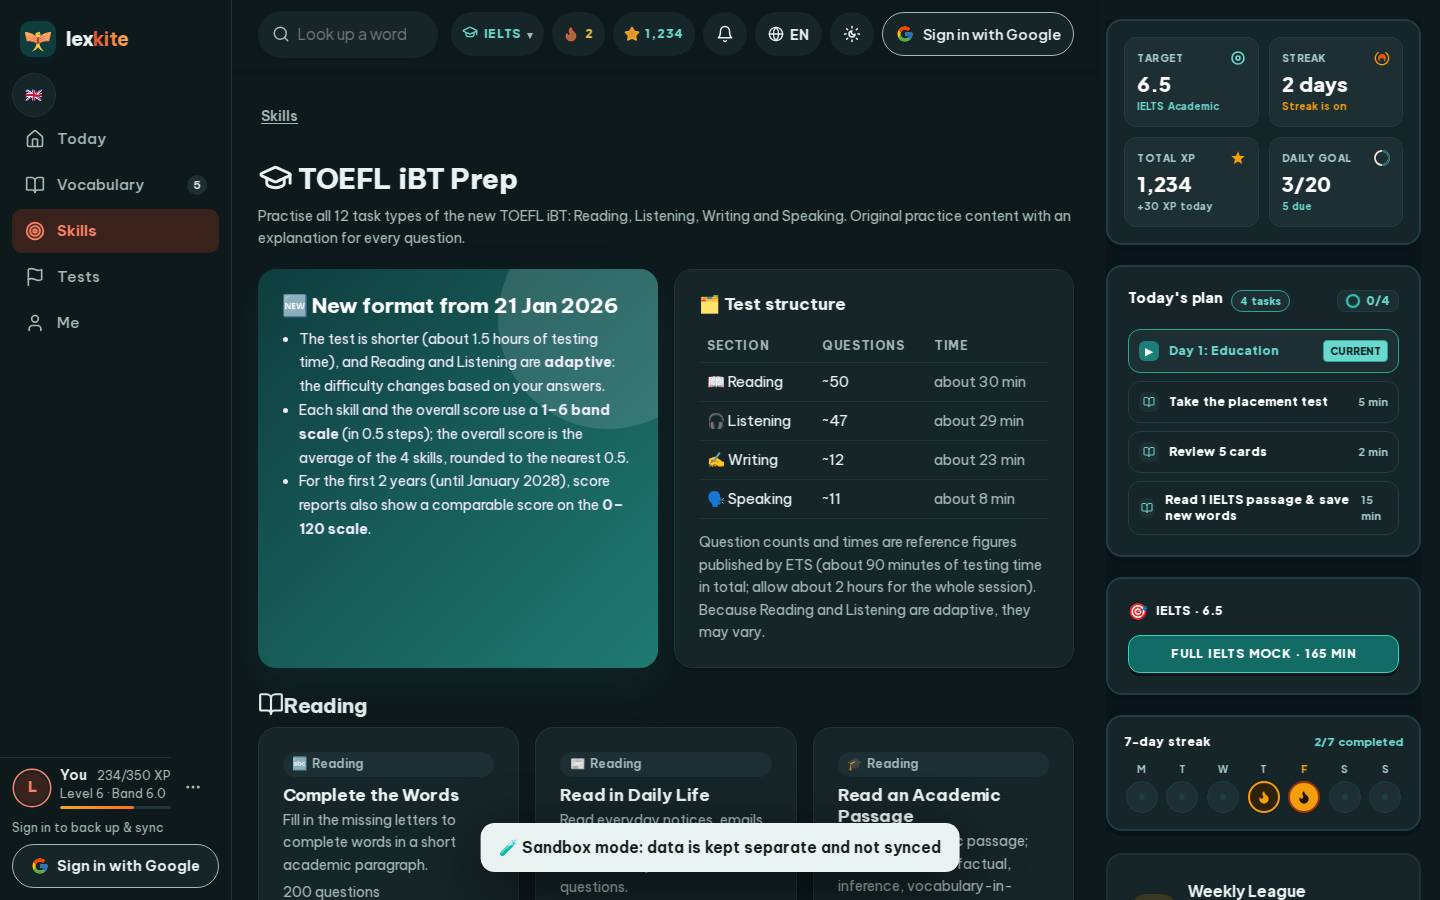 lexkite
Today
Vocabulary 5
Skills
Tests
Me
L
You 234/350 XP
Level 6 · Band 6.0
Sign in to back up & sync
Sign in with Google
Look up a word
IELTS ▾
2
1,234
EN
Sign in with Google
Skills
TOEFL iBT Prep
Practise all 12 task types of the new TOEFL iBT: Reading, Listening, Writing and Speaking. Original practice content with an
explanation for every question.
NEW New format from 21 Jan 2026
• The test is shorter (about 1.5 hours of testing
time), and Reading and Listening are adaptive:
the difficulty changes based on your answers.
• Each skill and the overall score use a 1–6 band
scale (in 0.5 steps); the overall score is the
average of the 4 skills, rounded to the nearest 0.5.
• For the first 2 years (until January 2028), score
reports also show a comparable score on the 0–
120 scale.
Test structure
SECTION QUESTIONS TIME
Reading ~50 about 30 min
Listening ~47 about 29 min
Writing ~12 about 23 min
Speaking ~11 about 8 min
Question counts and times are reference figures
published by ETS (about 90 minutes of testing time
in total; allow about 2 hours for the whole session).
Because Reading and Listening are adaptive, they
may vary.
Reading
abc Reading
Complete the Words
Fill in the missing letters to
complete words in a short
academic paragraph.
200 questions
Reading
Read in Daily Life
Read everyday notices, emails
questions.
Reading
Read an Academic
Passage
passage;
factual,
inference, vocabulary-in-
Sandbox mode: data is kept separate and not synced
TARGET
6.5
IELTS Academic
STREAK
2 days
Streak is on
TOTAL XP
1,234
+30 XP today
DAILY GOAL
3/20
5 due
Today's plan 4 tasks 0/4
Day 1: Education CURRENT
Take the placement test 5 min
Review 5 cards 2 min
Read 1 IELTS passage & save
new words 15
min
IELTS · 6.5
FULL IELTS MOCK · 165 MIN
7-day streak 2/7 completed
M T W T F S S
Weekly League